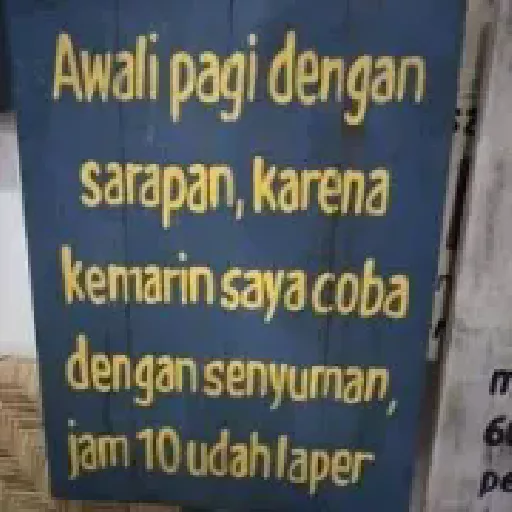 Awali pagi dengan
sarapan, karena
kemarin saya coba
dengan senyuman,
jam 10 udah laper